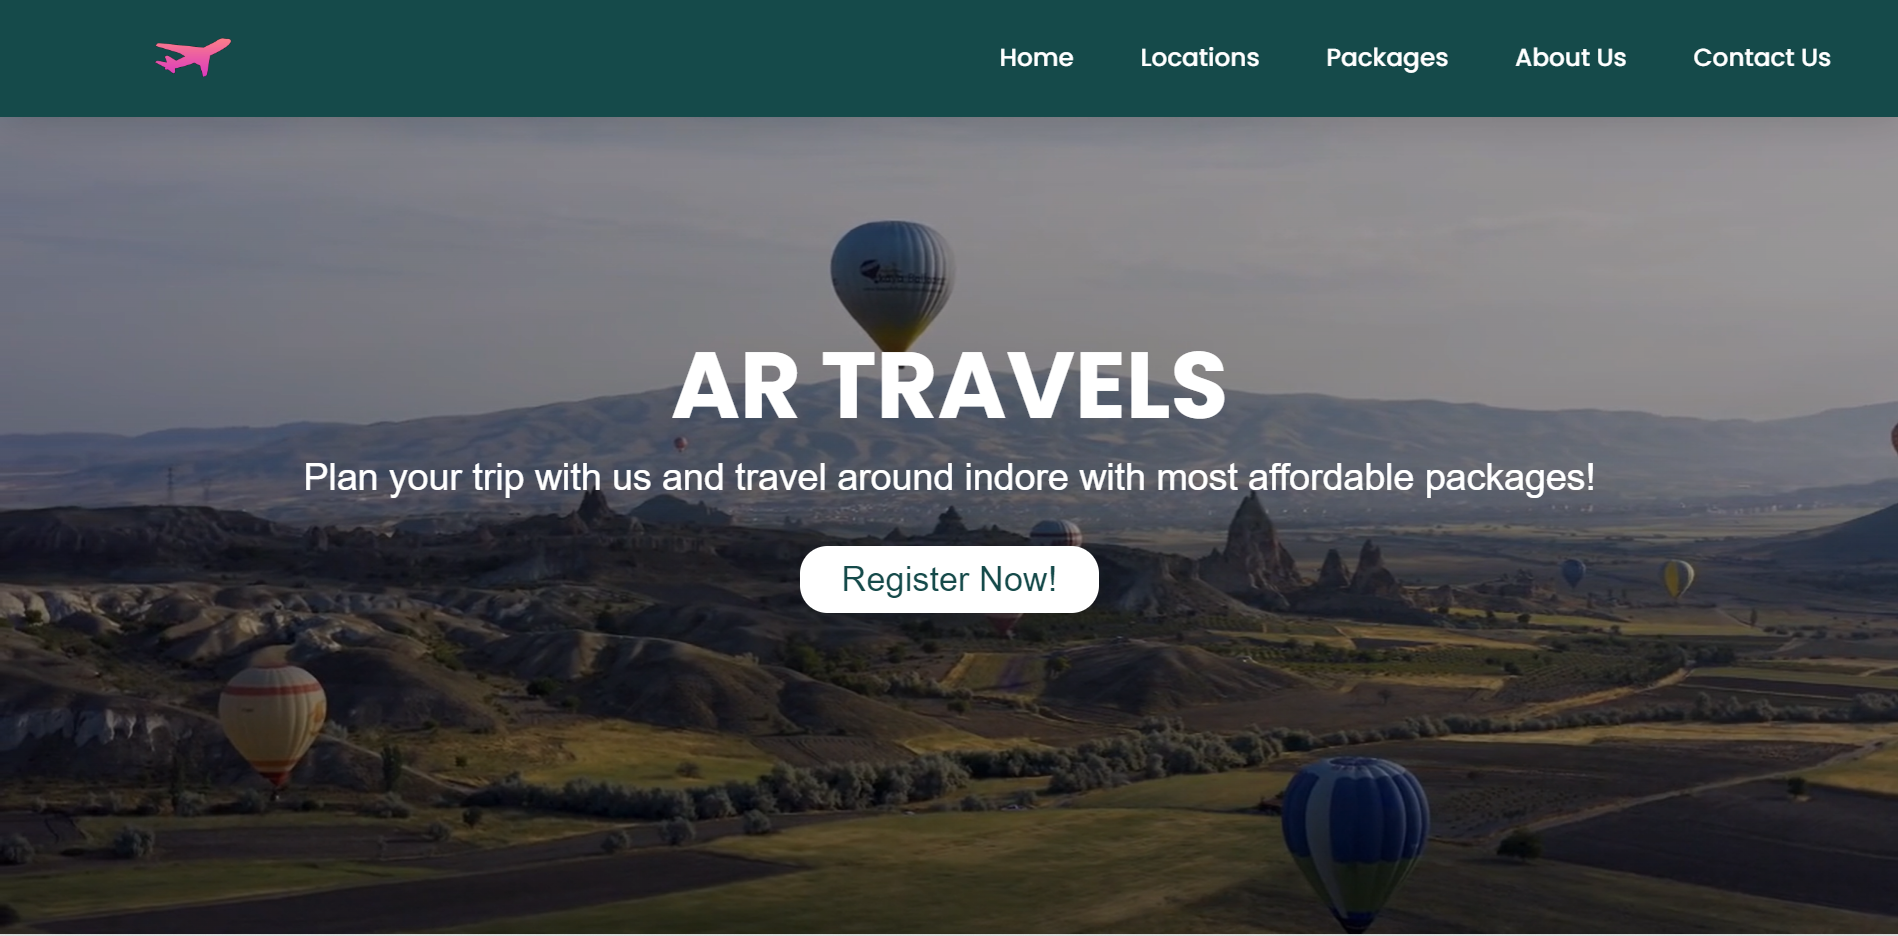 Home Locations Packages About Us Contact Us
AR TRAVELS
Plan your trip with us and travel around indore with most affordable packages!
Register Now!